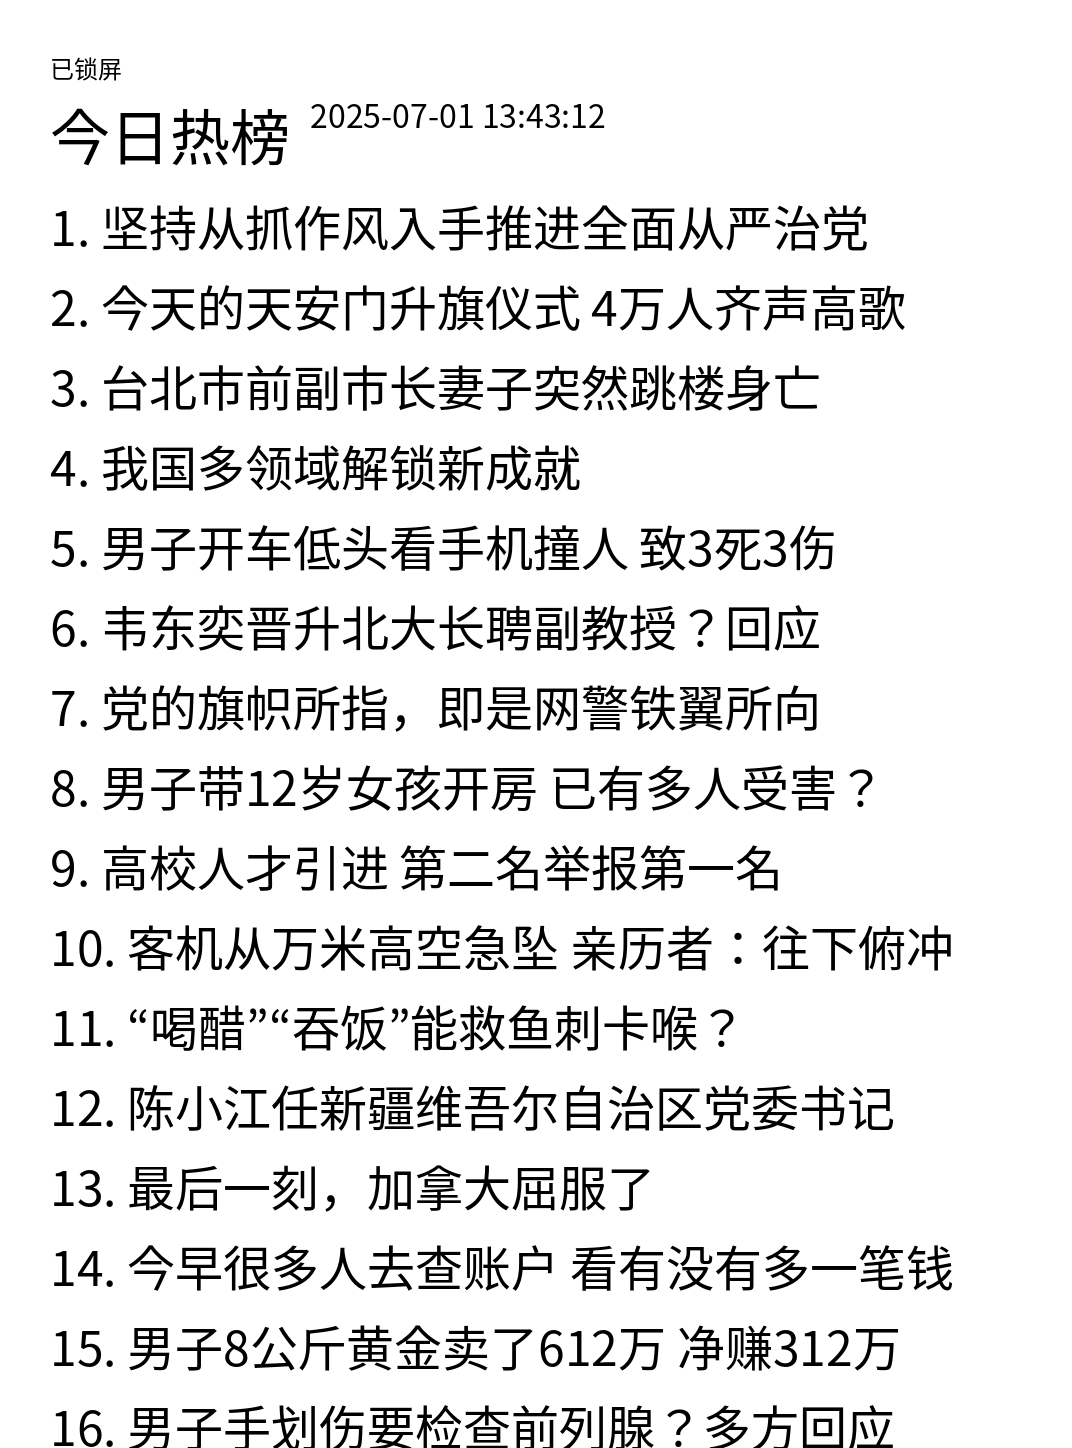 已锁屏
今日热榜 2025-07-01 13:43:12
1. 坚持从抓作风入手推进全面从严治党
2. 今天的天安门升旗仪式 4万人齐声高歌
3. 台北市前副市长妻子突然跳楼身亡
4. 我国多领域解锁新成就
5. 男子开车低头看手机撞人 致3死3伤
6. 韦东奕晋升北大长聘副教授？回应
7. 党的旗帜所指，即是网警铁翼所向
8. 男子带12岁女孩开房 已有多人受害？
9. 高校人才引进 第二名举报第一名
10. 客机从万米高空急坠 亲历者：往下俯冲
11. “喝醋”“吞饭”能救鱼刺卡喉？
12. 陈小江任新疆维吾尔自治区党委书记
13. 最后一刻，加拿大屈服了
14. 今早很多人去查账户 看有没有多一笔钱
15. 男子8公斤黄金卖了612万 净赚312万
16. 男子手划伤要检查前列腺？多方回应